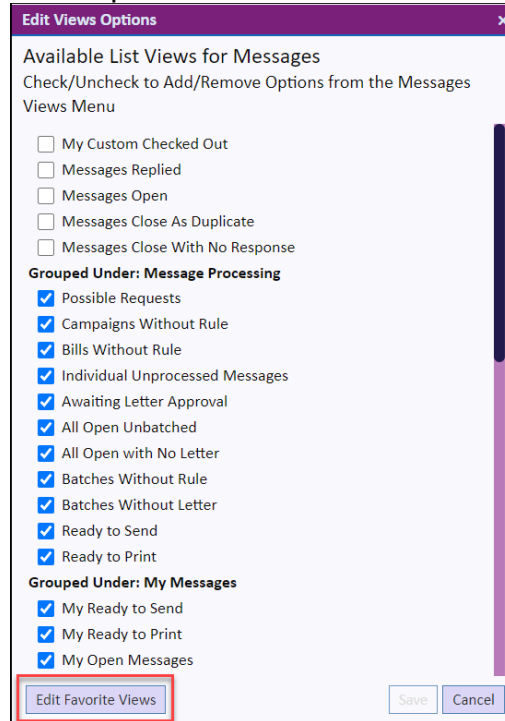 Edit Views Options
Available List Views for Messages
Check/Uncheck to Add/Remove Options from the Messages
Views Menu
My Custom Checked Out
Messages Replied
Messages Open
Messages Close As Duplicate
Messages Close With No Response
Grouped Under: Message Processing
Possible Requests
Campaigns Without Rule
Bills Without Rule
Individual Unprocessed Messages
Awaiting Letter Approval
All Open Unbatched
All Open with No Letter
Batches Without Rule
Batches Without Letter
Ready to Send
Ready to Print
Grouped Under: My Messages
My Ready to Send
My Ready to Print
My Open Messages
Edit Favorite Views Save Cancel